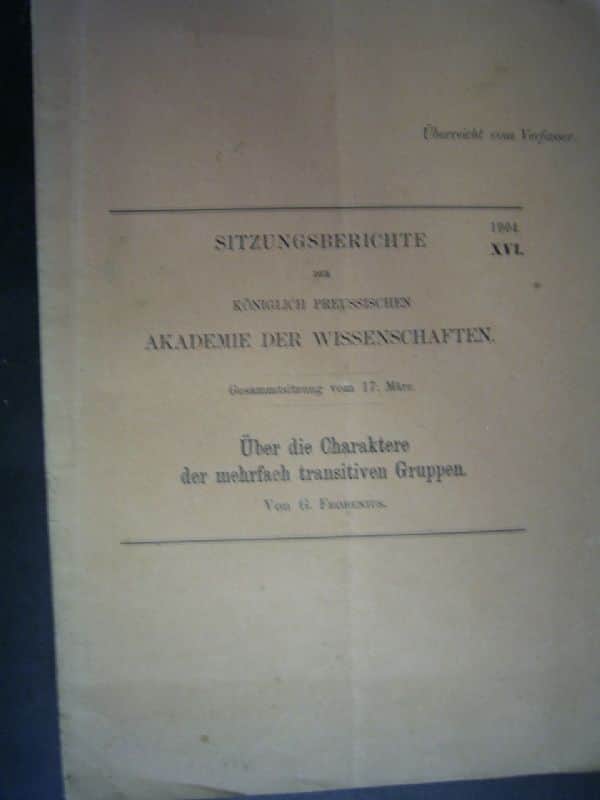 Überreicht vom Verfasser.
1904.
XVI.
SITZUNGSBERICHTE
DER
KÖNIGLICH PREUSSISCHEN
AKADEMIE DER WISSENSCHAFTEN.
Gesammtsitzung vom 17. März.
Über die Charaktere
der mehrfach transitiven Gruppen.
Von G. FROBENIUS.